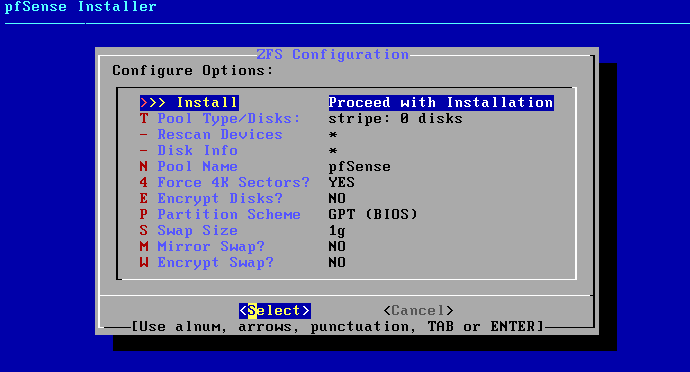 pfSense Installer
ZFS Configuration
Configure Options:
>>> Install Proceed with Installation
T Pool Type/Disks: stripe: 0 disks
- Rescan Devices *
- Disk Info *
N Pool Name pfSense
4 Force 4K Sectors? YES
E Encrypt Disks? NO
P Partition Scheme GPT (BIOS)
S Swap Size 1g
M Mirror Swap? NO
W Encrypt Swap? NO
<Select> <Cancel>
[Use alnum, arrows, punctuation, TAB or ENTER]